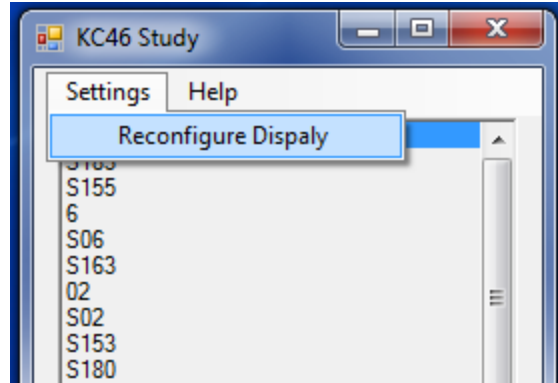 KC46 Study
Settings Help
Reconfigure Dispaly
S155
6
S06
S163
02
S02
S153
S180